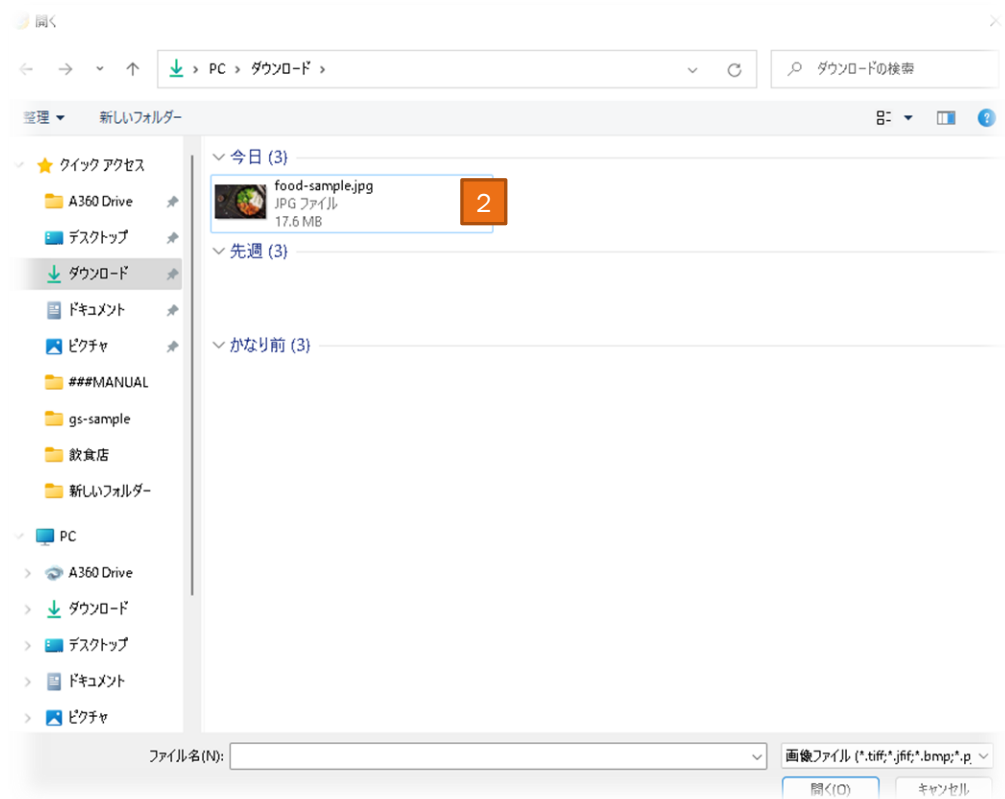 開く
PC › ダウンロード ›
ダウンロードの検索
整理
新しいフォルダー
クイック アクセス
A360 Drive
デスクトップ
ダウンロード
ドキュメント
ピクチャ
###MANUAL
gs-sample
飲食店
新しいフォルダー
PC
A360 Drive
ダウンロード
デスクトップ
ドキュメント
ピクチャ
今日 (3)
food-sample.jpg
JPG ファイル
17.6 MB
2
先週 (3)
かなり前 (3)
ファイル名(N):
画像ファイル (*.tiff;*.jfif;*.bmp;*.p
開く(O)
キャンセル